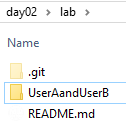 day02 > lab >
Name
.git
UserAandUserB
README.md